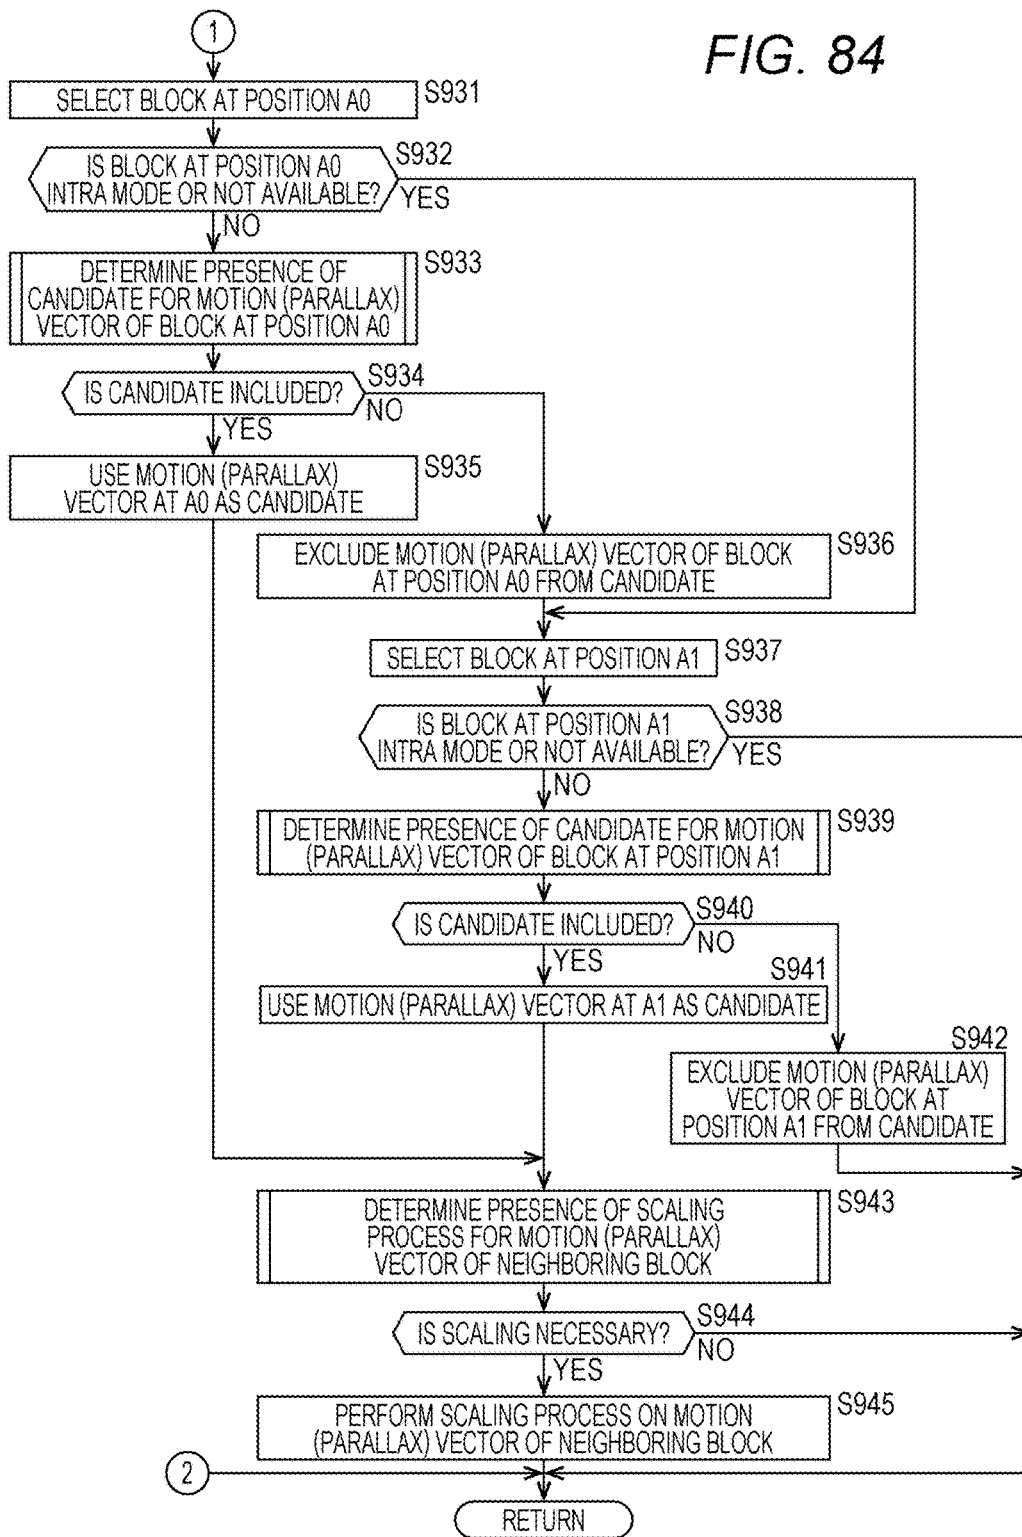 1
FIG. 84
SELECT BLOCK AT POSITION A0
S931
IS BLOCK AT POSITION A0
INTRA MODE OR NOT AVAILABLE?
S932
YES
NO
DETERMINE PRESENCE OF
CANDIDATE FOR MOTION (PARALLAX)
VECTOR OF BLOCK AT POSITION A0
S933
IS CANDIDATE INCLUDED?
S934
NO
YES
USE MOTION (PARALLAX)
VECTOR AT A0 AS CANDIDATE
S935
EXCLUDE MOTION (PARALLAX) VECTOR OF BLOCK
AT POSITION A0 FROM CANDIDATE
S936
SELECT BLOCK AT POSITION A1
S937
IS BLOCK AT POSITION A1
INTRA MODE OR NOT AVAILABLE?
S938
YES
NO
DETERMINE PRESENCE OF CANDIDATE FOR MOTION
(PARALLAX) VECTOR OF BLOCK AT POSITION A1
S939
IS CANDIDATE INCLUDED?
S940
NO
YES
S941
USE MOTION (PARALLAX) VECTOR AT A1 AS CANDIDATE
S942
EXCLUDE MOTION (PARALLAX)
VECTOR OF BLOCK AT
POSITION A1 FROM CANDIDATE
DETERMINE PRESENCE OF SCALING
PROCESS FOR MOTION (PARALLAX)
VECTOR OF NEIGHBORING BLOCK
S943
IS SCALING NECESSARY?
S944
NO
YES
PERFORM SCALING PROCESS ON MOTION
(PARALLAX) VECTOR OF NEIGHBORING BLOCK
S945
2
RETURN